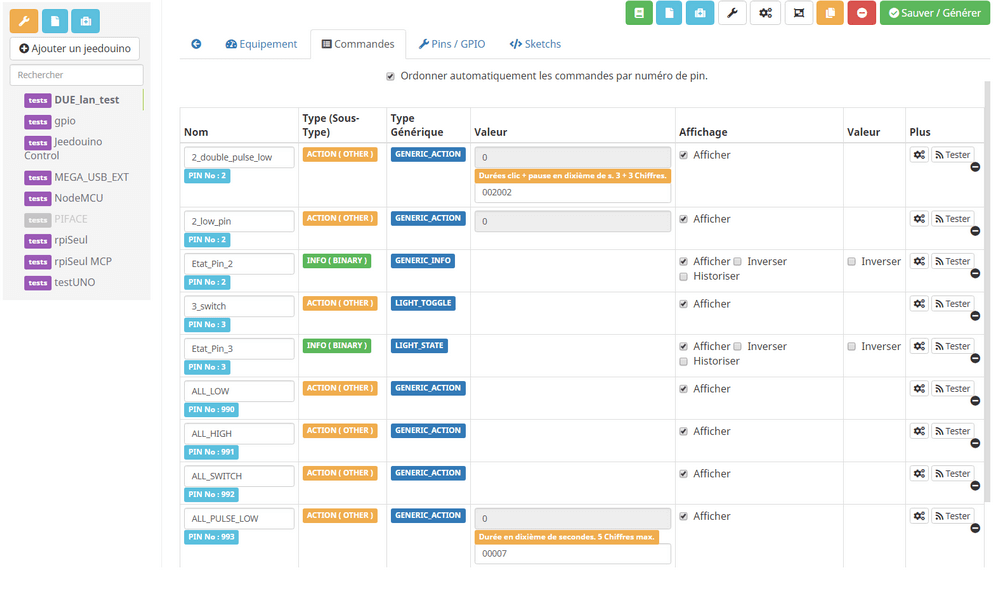 Sauver / Générer
Ajouter un jeedouino
Rechercher
tests DUE_lan_test
tests gpio
tests Jeedouino
Control
tests MEGA_USB_EXT
tests NodeMCU
tests PIFACE
tests rpiSeul
tests rpiSeul MCP
tests testUNO
Equipement Commandes Pins / GPIO Sketchs
Ordonner automatiquement les commandes par numéro de pin.
Nom Type (Sous-Type) Type Générique Valeur Affichage Valeur Plus
2_double_pulse_low ACTION ( OTHER ) GENERIC_ACTION 0 Afficher Tester
PIN No : 2 Durées clic + pause en dixième de s. 3 + 3 Chiffres.
002002
2_low_pin ACTION ( OTHER ) GENERIC_ACTION 0 Afficher Tester
PIN No : 2
Etat_Pin_2 INFO ( BINARY ) GENERIC_INFO Afficher Inverser Inverser Tester
PIN No : 2 Historiser
3_switch ACTION ( OTHER ) LIGHT_TOGGLE Afficher Tester
PIN No : 3
Etat_Pin_3 INFO ( BINARY ) LIGHT_STATE Afficher Inverser Inverser Tester
PIN No : 3 Historiser
ALL_LOW ACTION ( OTHER ) GENERIC_ACTION Afficher Tester
PIN No : 990
ALL_HIGH ACTION ( OTHER ) GENERIC_ACTION Afficher Tester
PIN No : 991
ALL_SWITCH ACTION ( OTHER ) GENERIC_ACTION Afficher Tester
PIN No : 992
ALL_PULSE_LOW ACTION ( OTHER ) GENERIC_ACTION 0 Afficher Tester
PIN No : 993 Durée en dixième de secondes. 5 Chiffres max.
00007